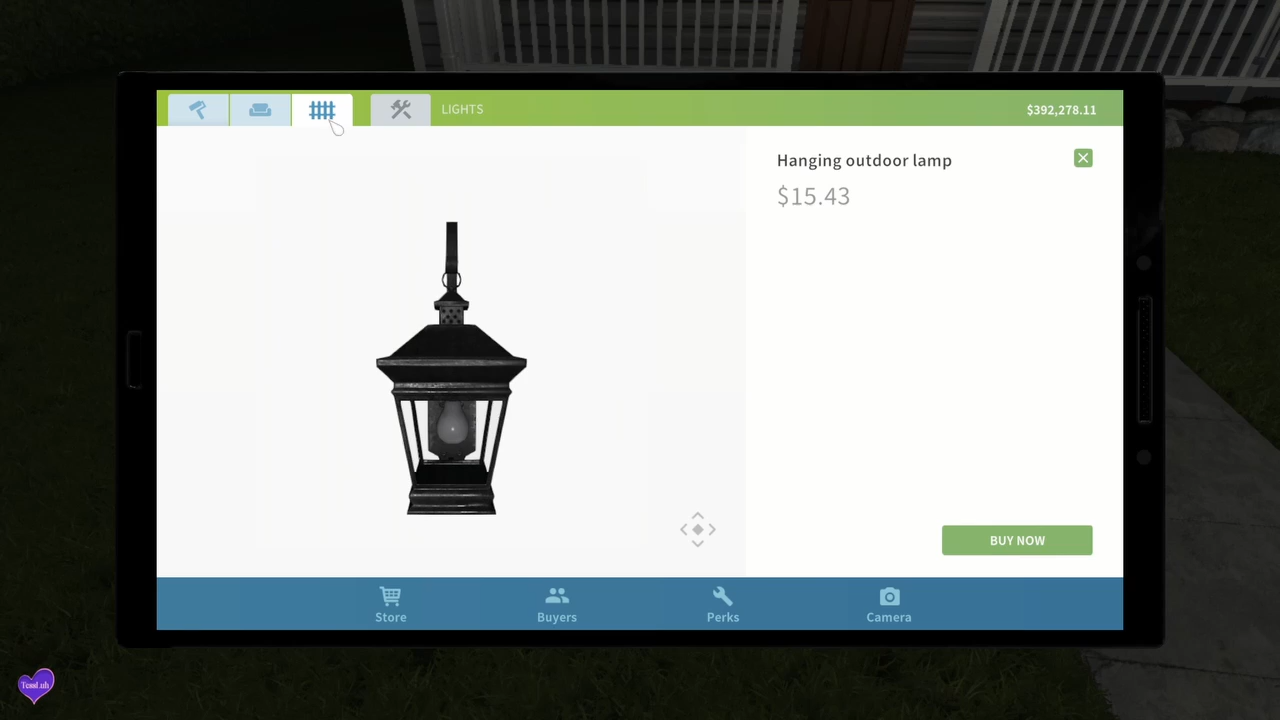 LIGHTS
$392,278.11
Hanging outdoor lamp
$15.43
BUY NOW
Store
Buyers
Perks
Camera